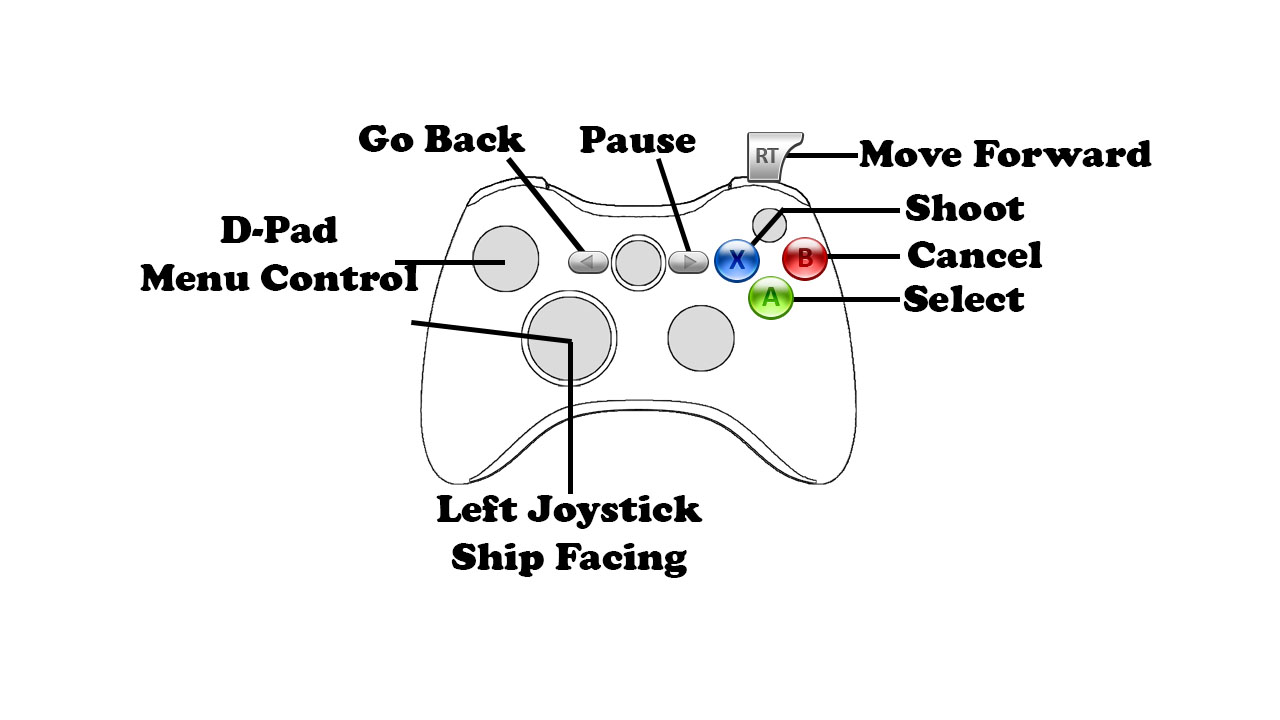 Go Back
Pause
RT
Move Forward
Shoot
D-Pad
Menu Control
X
B
Cancel
A
Select
Left Joystick
Ship Facing